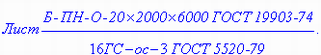 Лист Б-ПН-О-20×2000×6000 ГОСТ 19903-74
16ГС-ос-3 ГОСТ 5520-79.